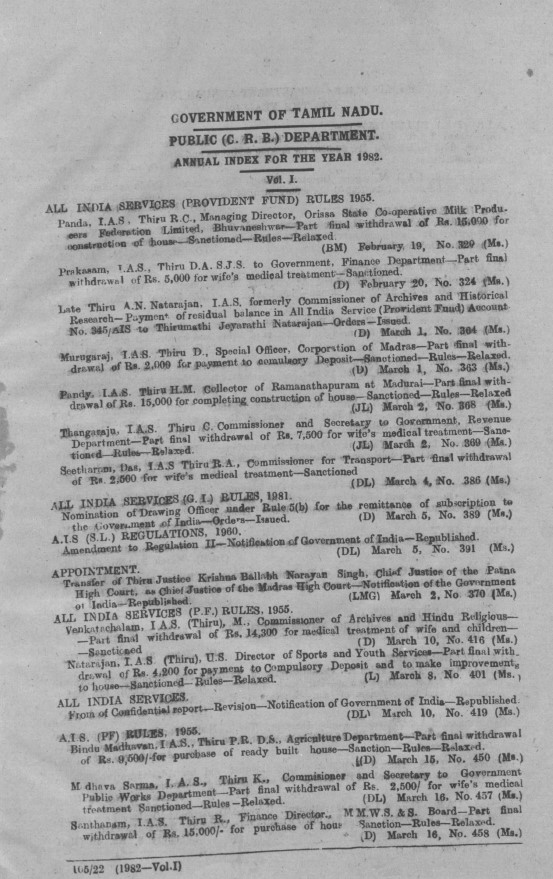 GOVERNMENT OF TAMIL NADU.
PUBLIC (C. R. B.) DEPARTMENT.
ANNUAL INDEX FOR THE YEAR 1982.
Vol. I.
ALL INDIA SERVICES (PROVIDENT FUND) RULES 1955.
Panda, I.A.S, Thiru R.C., Managing Director, Orissa State Co-operative Milk Produ-
cers Federation Limited, Bhuvaneshwar—Part final withdrawal of Rs. 15,000 for
construction of house—Sanctioned—Rules—Relaxed.
(BM) February, 19, No. 329 (Ms.)
Prakasam, I.A.S., Thiru D.A. S.J.S. to Government, Finance Department—Part final
withdrawal of Rs. 5,000 for wife's medical treatment—Sanctioned.
(D) February 20, No. 324 (Ms.)
Late Thiru A.N. Natarajan, I.A.S, formerly Commissioner of Archives and Historical
Research—Payment of residual balance in All India Service (Provident Fund) Account
No. 345/AIS to Thirumathi Jeyarathi Natarajan—Orders—Issued.
(D) March 1, No. 364 (Ms.)
Murugaraj, I.A.S. Thiru D., Special Officer, Corporation of Madras—Part final with-
drawal of Rs. 2,000 for payment to compulsory Deposit—Sanctioned—Rules—Relaxed.
(D) March 1, No. 363 (Ms.)
Pandy, I.A.S. Thiru H.M. Collector of Ramanathapuram at Madurai—Part final with-
drawal of Rs. 15,000 for completing construction of house—Sanctioned—Rules—Relaxed
(JL) March 2, No. 368 (Ms.)
Thangaraju, I.A.S. Thiru C. Commissioner and Secretary to Government, Revenue
Department—Part final withdrawal of Rs. 7,500 for wife's medical treatment—Sanc-
tioned—Rules—Relaxed.
(JL) March 2, No. 369 (Ms.)
Seetharam, Das, I.A.S Thiru R.A., Commissioner for Transport—Part final withdrawal
of Rs. 2,500 for wife's medical treatment—Sanctioned
(DL) March 4, No. 386 (Ms.)
ALL INDIA SERVICES (G.I.) RULES, 1981.
Nomination of Drawing Officer under Rule 5(b) for the remittance of subscription to
the Government of India—Orders—Issued.
(D) March 5, No. 389 (Ms.)
A.I.S (S.L.) REGULATIONS, 1960.
Amendment to Regulation II—Notification of Government of India—Republished.
(DL) March 5, No. 391 (Ms.)
APPOINTMENT.
Transfer of Thiru Justice Krishna Ballabh Narayan Singh, Chief Justice of the Patna
High Court, as Chief Justice of the Madras High Court—Notification of the Government
of India—Republished.
(LMG) March 2, No 370 (Ms.)
ALL INDIA SERVICES (P.F.) RULES, 1955.
Venkatachalam, I A.S. (Thiru), M., Commissioner of Archives and Hindu Religious—
—Part final withdrawal of Rs. 14,300 for medical treatment of wife and children—
—Sanctioned
(D) March 10, No. 416 (Ms.)
Natarajan, I.A.S (Thiru), U.S. Director of Sports and Youth Services—Part final with
drawal of Rs. 4,200 for payment to Compulsory Deposit and to make improvement,
to house—Sanctioned—Rules—Relaxed.
(L) March 8, No. 401 (Ms.)
ALL INDIA SERVICES.
From of Confidential report—Revision—Notification of Government of India—Republished.
(DL) March 10, No. 419 (Ms.)
A.I.S. (PF) RULES, 1955.
Bindu Madhavan, I A.S., Thiru P.R. D.S., Agriculture Department—Part final withdrawal
of Rs. 9,500/-for purchase of ready built house—Sanction—Rules—Relaxed.
(D) March 15, No. 450 (Ms.)
M dhava Sarma, I. A. S., Thiru K., Commisioner and Secretary to Government
Public Works Department—Part final withdrawal of Rs. 2,500/ for wife's medical
treatment Sanctioned—Rules—Relaxed.
(DL) March 16, No. 457 (Ms.)
Santhanam, I.A.S. Thiru R., Finance Director., M M.W.S. & S. Board—Part final
withdrawal of Rs. 15,000/- for purchase of hous Sanction—Rules—Relaxed.
(D) March 16, No. 458 (Ms.)
105/22 (1982—Vol.I)